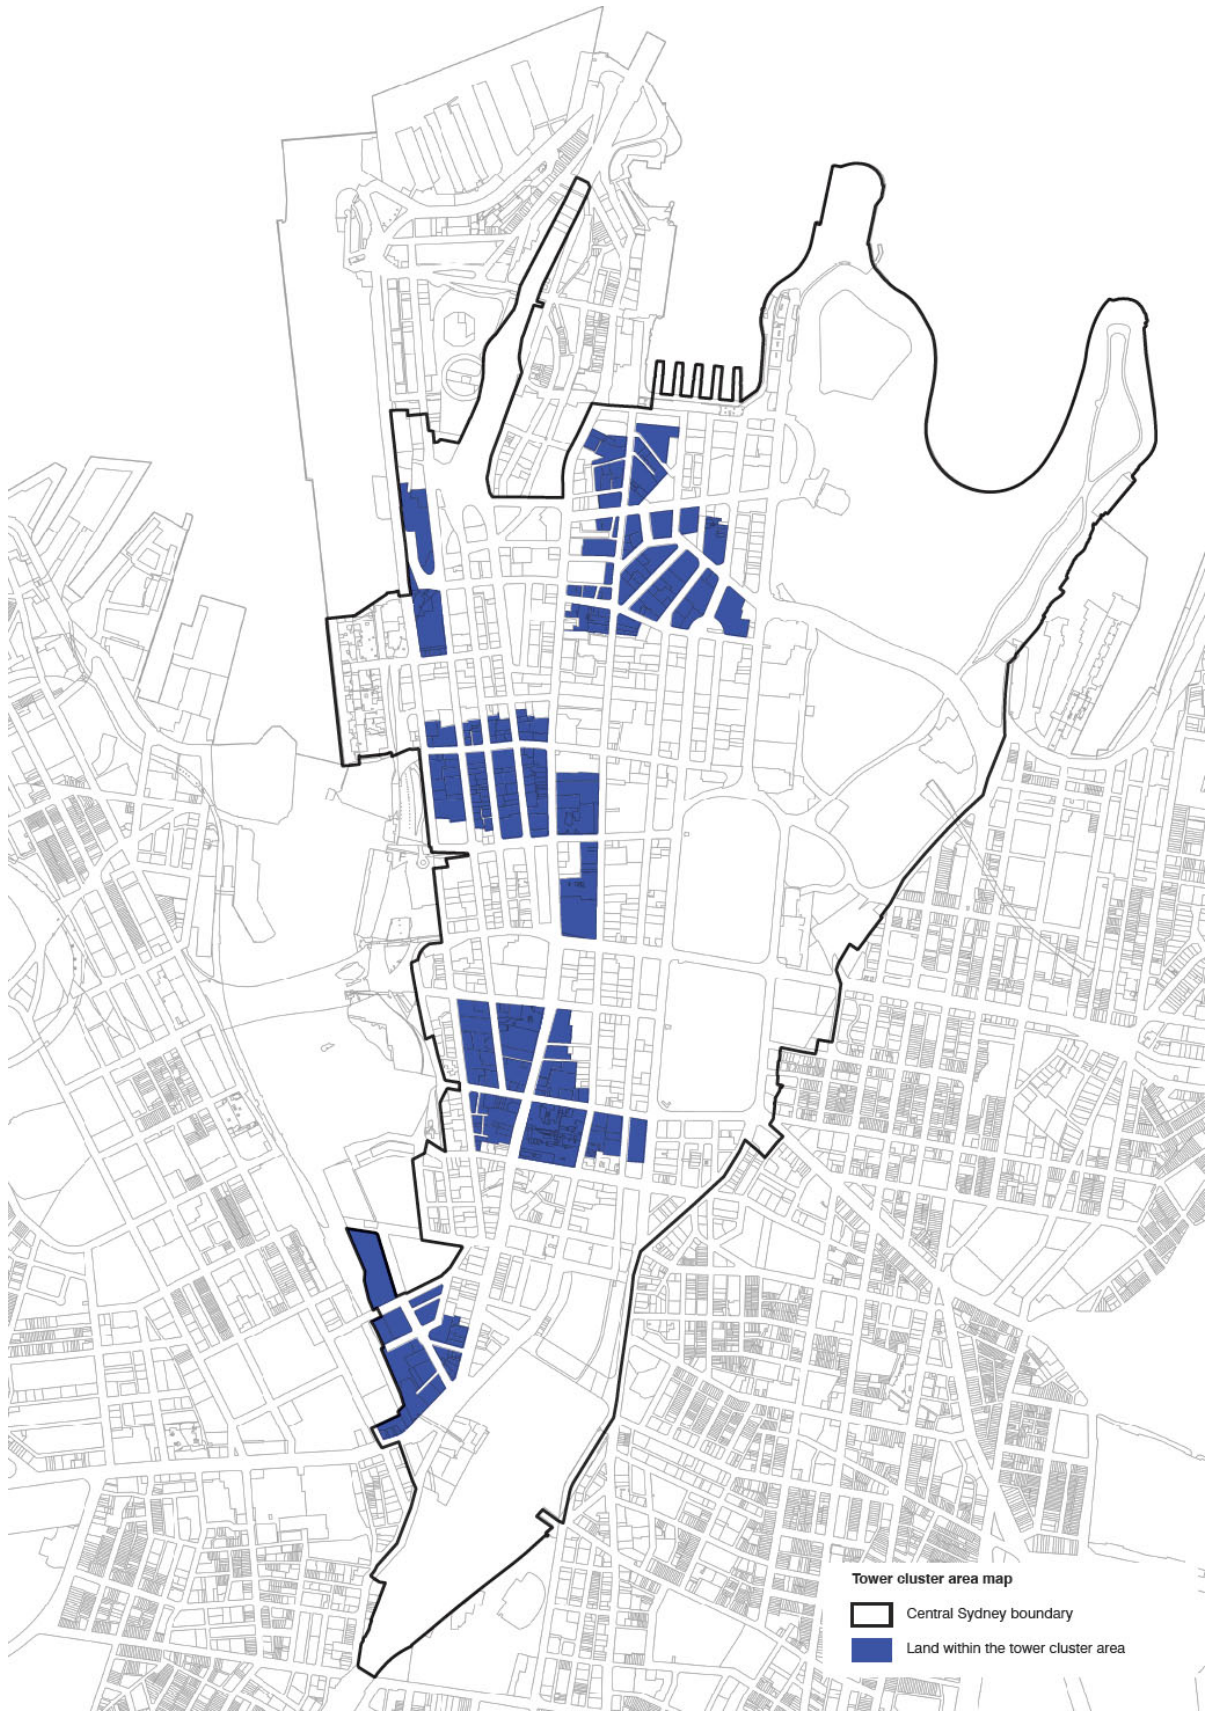 Tower cluster area map
Central Sydney boundary
Land within the tower cluster area